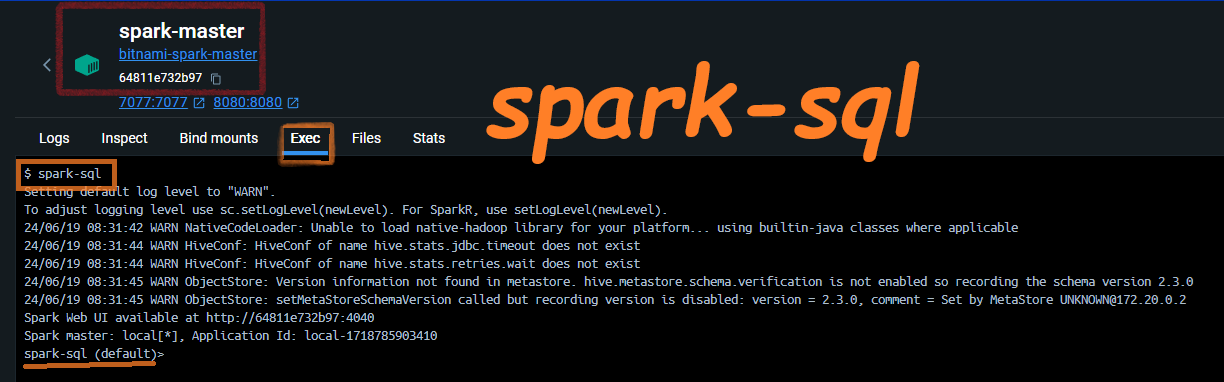 spark-master
bitnami-spark-master
64811e732b97
7077:7077 8080:8080
spark-sql
Logs Inspect Bind mounts Exec Files Stats
$ spark-sql
Setting default log level to "WARN".
To adjust logging level use sc.setLogLevel(newLevel). For SparkR, use setLogLevel(newLevel).
24/06/19 08:31:42 WARN NativeCodeLoader: Unable to load native-hadoop library for your platform... using builtin-java classes where applicable
24/06/19 08:31:44 WARN HiveConf: HiveConf of name hive.stats.jdbc.timeout does not exist
24/06/19 08:31:44 WARN HiveConf: HiveConf of name hive.stats.retries.wait does not exist
24/06/19 08:31:45 WARN ObjectStore: Version information not found in metastore. hive.metastore.schema.verification is not enabled so recording the schema version 2.3.0
24/06/19 08:31:45 WARN ObjectStore: setMetaStoreSchemaVersion called but recording version is disabled: version = 2.3.0, comment = Set by MetaStore UNKNOWN@172.20.0.2
Spark Web UI available at http://64811e732b97:4040
Spark master: local[*], Application Id: local-1718785903410
spark-sql (default)>